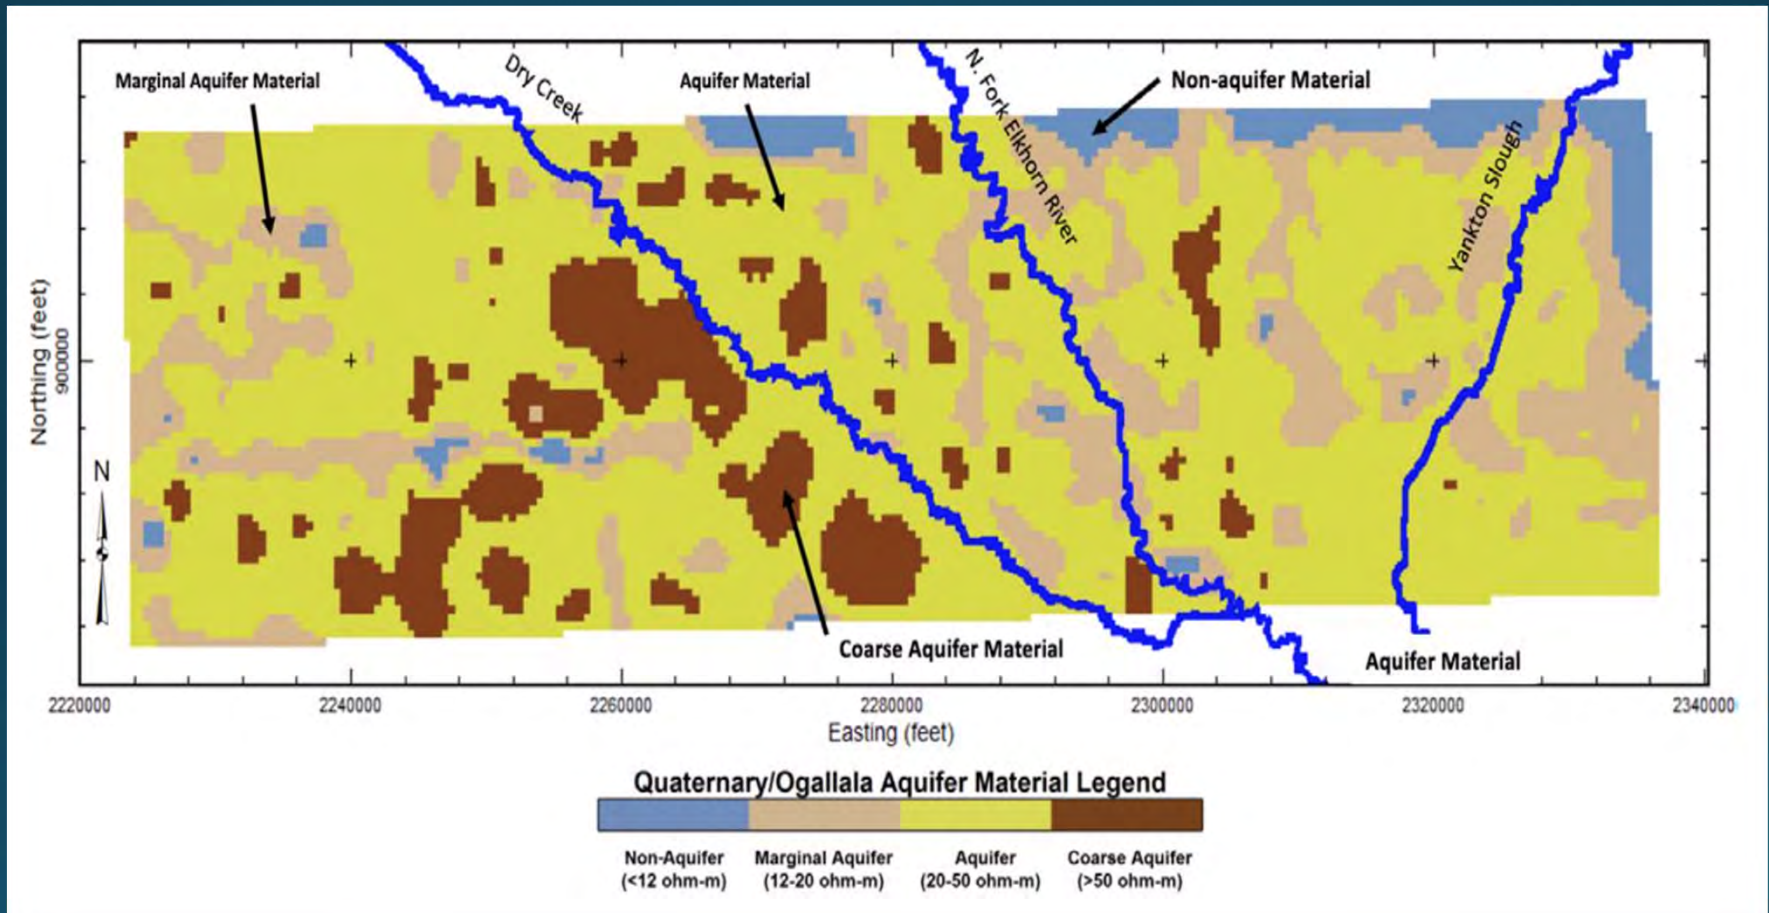 Marginal Aquifer Material
Dry Creek
Aquifer Material
N. Fork Elkhorn River
Non-aquifer Material
Yankton Slough
Northing (feet)
900000
N
Coarse Aquifer Material
Aquifer Material
2220000
2240000
2260000
2280000
2300000
2320000
2340000
Easting (feet)
Quaternary/Ogallala Aquifer Material Legend
Non-Aquifer
(<12 ohm-m)
Marginal Aquifer
(12-20 ohm-m)
Aquifer
(20-50 ohm-m)
Coarse Aquifer
(>50 ohm-m)